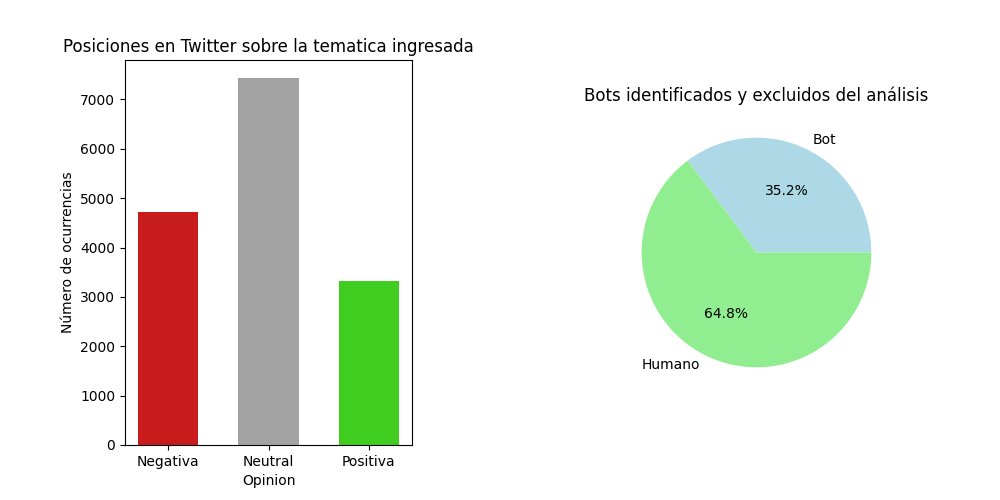 Posiciones en Twitter sobre la tematica ingresada
Número de ocurrencias
7000
6000
5000
4000
3000
2000
1000
0
Negativa
Neutral
Positiva
Opinion
Bots identificados y excluidos del análisis
Bot
35.2%
64.8%
Humano